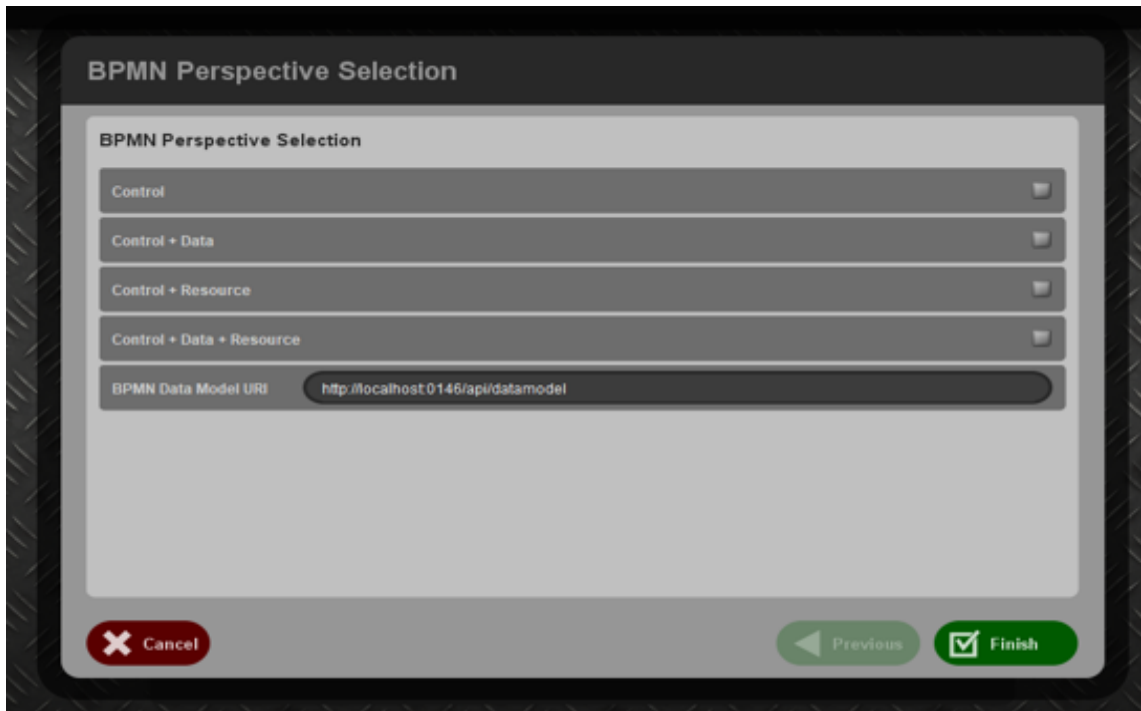 BPMN Perspective Selection
BPMN Perspective Selection
Control
Control + Data
Control + Resource
Control + Data + Resource
BPMN Data Model URI http://localhost:0146/api/datamodel
Cancel Previous Finish